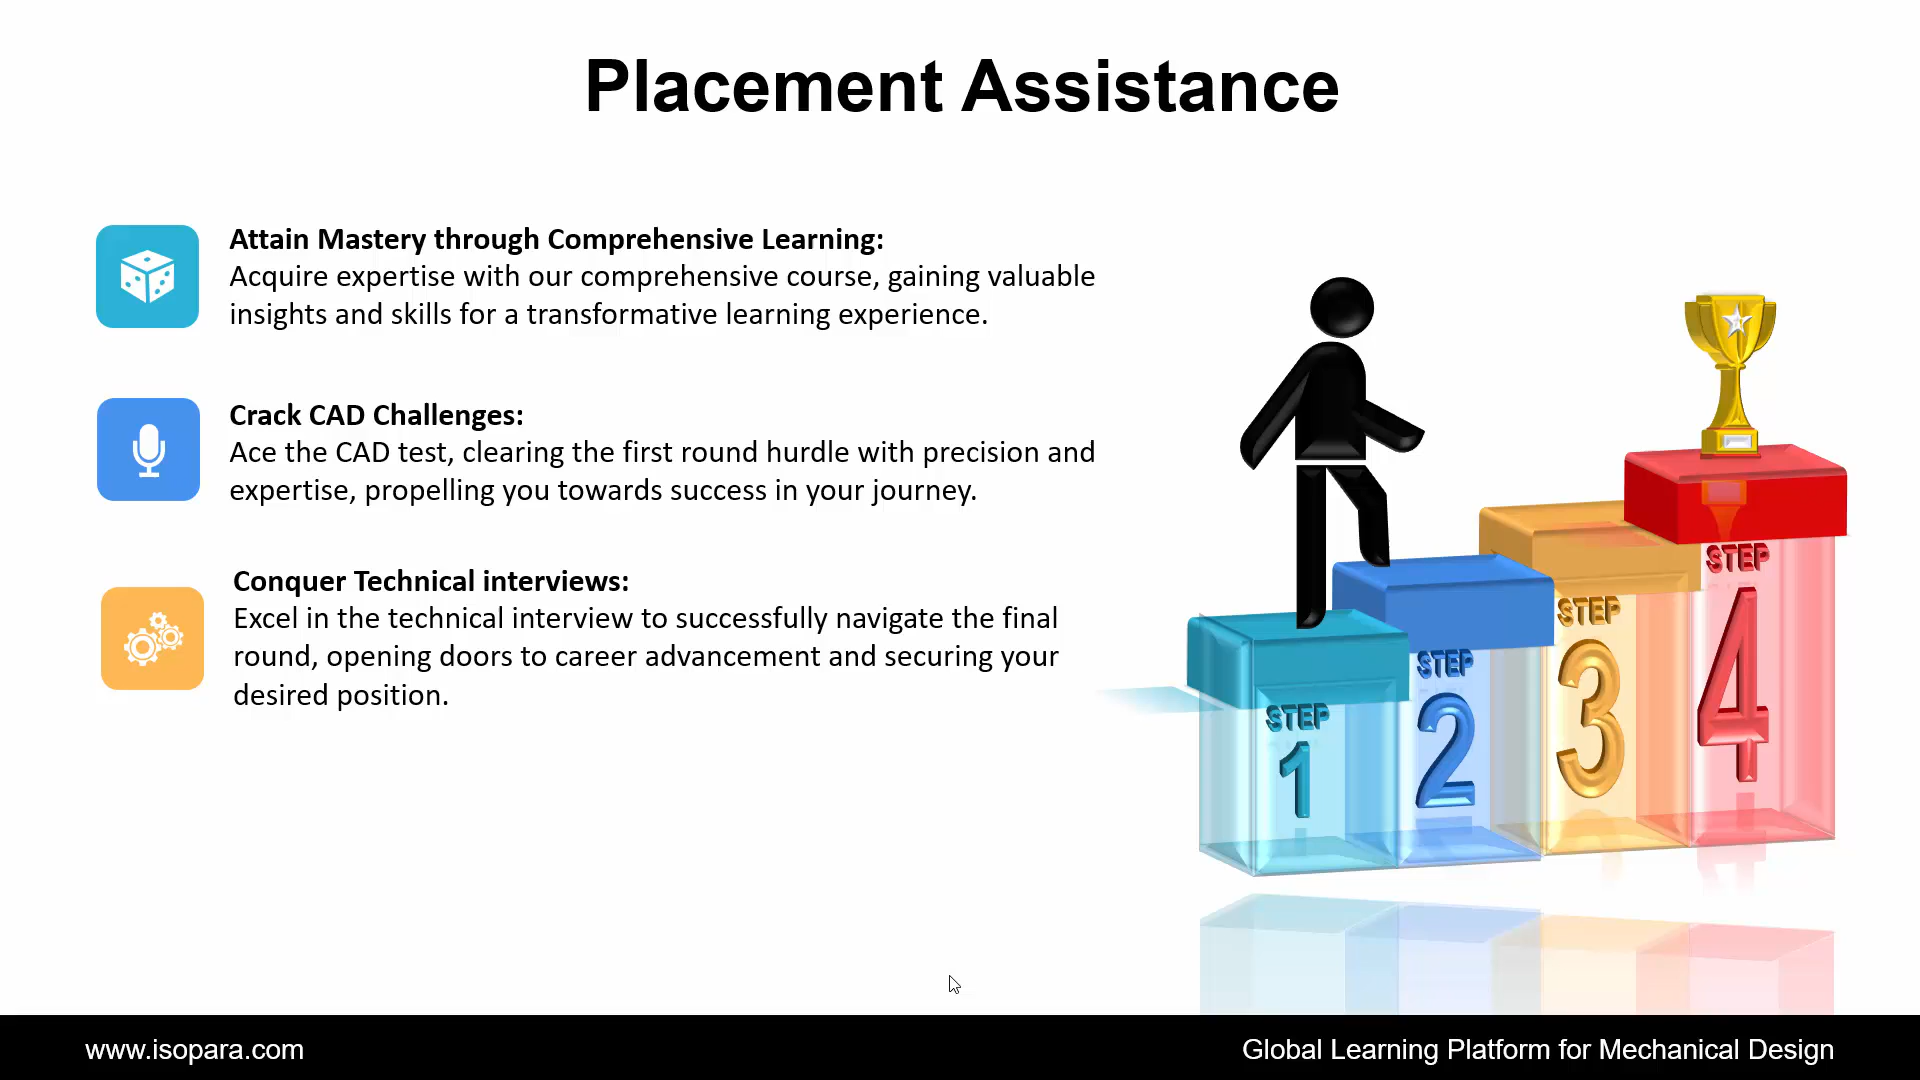 Placement Assistance
Attain Mastery through Comprehensive Learning:
Acquire expertise with our comprehensive course, gaining valuable
insights and skills for a transformative learning experience.
Crack CAD Challenges:
Ace the CAD test, clearing the first round hurdle with precision and
expertise, propelling you towards success in your journey.
Conquer Technical interviews:
Excel in the technical interview to successfully navigate the final
round, opening doors to career advancement and securing your
desired position.
STEP
1
STEP
2
STEP
3
STEP
4
www.isopara.com
Global Learning Platform for Mechanical Design